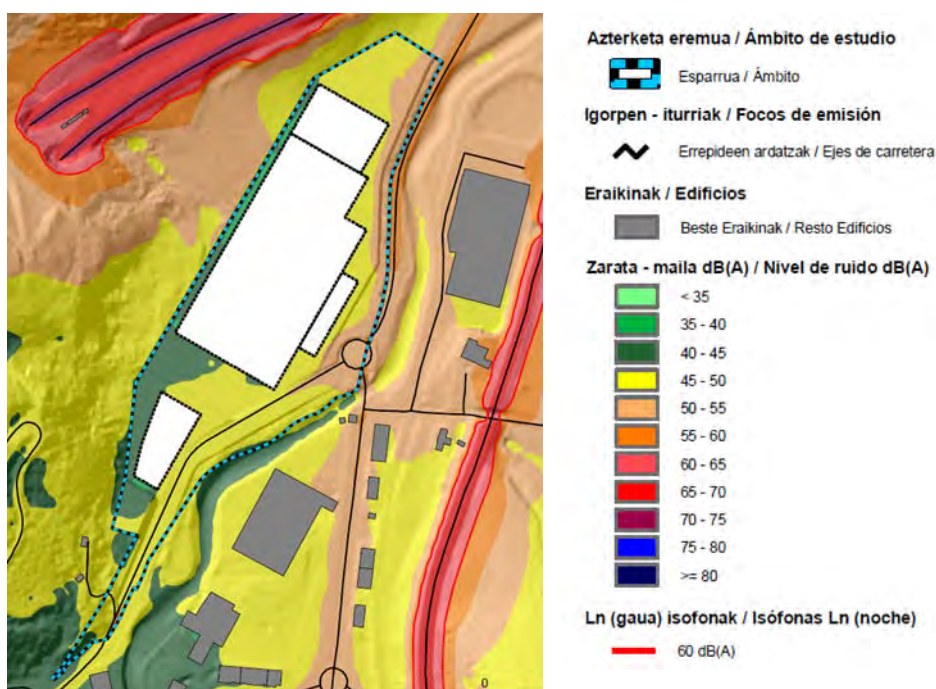 Azterketa eremua / Ámbito de estudio
Esparrua / Ámbito
Igorpen - iturriak / Focos de emisión
Errepideen ardatzak / Ejes de carretera
Eraikinak / Edificios
Beste Eraikinak / Resto Edificios
Zarata - maila dB(A) / Nivel de ruido dB(A)
< 35
35 - 40
40 - 45
45 - 50
50 - 55
55 - 60
60 - 65
65 - 70
70 - 75
75 - 80
>= 80
Ln (gaua) isofonak / Isófonas Ln (noche)
60 dB(A)
0